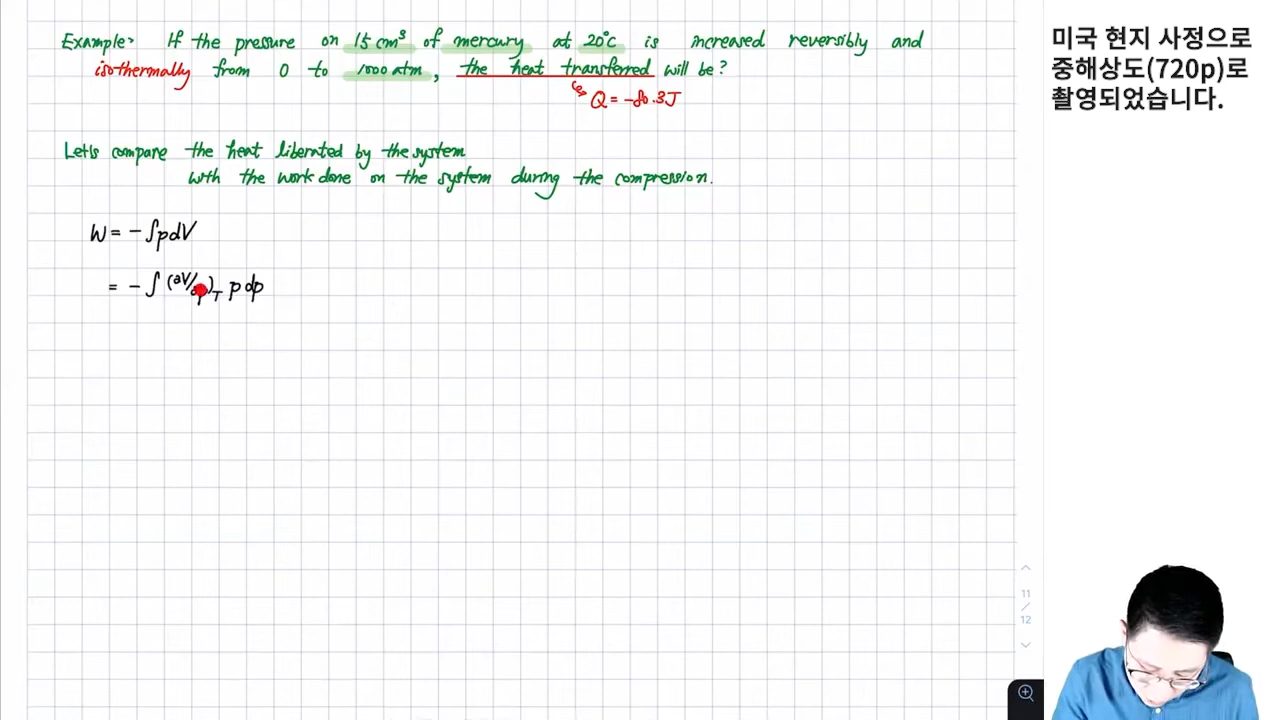 Example> If the pressure on 15 cm³ of mercury at 20°C is increased reversibly and
isothermally from 0 to 1000 atm, the heat transferred will be?
↳ Q = -80.3J
Let's compare the heat liberated by the system
with the work done on the system during the compression.
W = -∫pdV
= -∫(∂V/∂p)_T p dp
미국 현지 사정으로
중해상도(720p)로
촬영되었습니다.
11
/
12